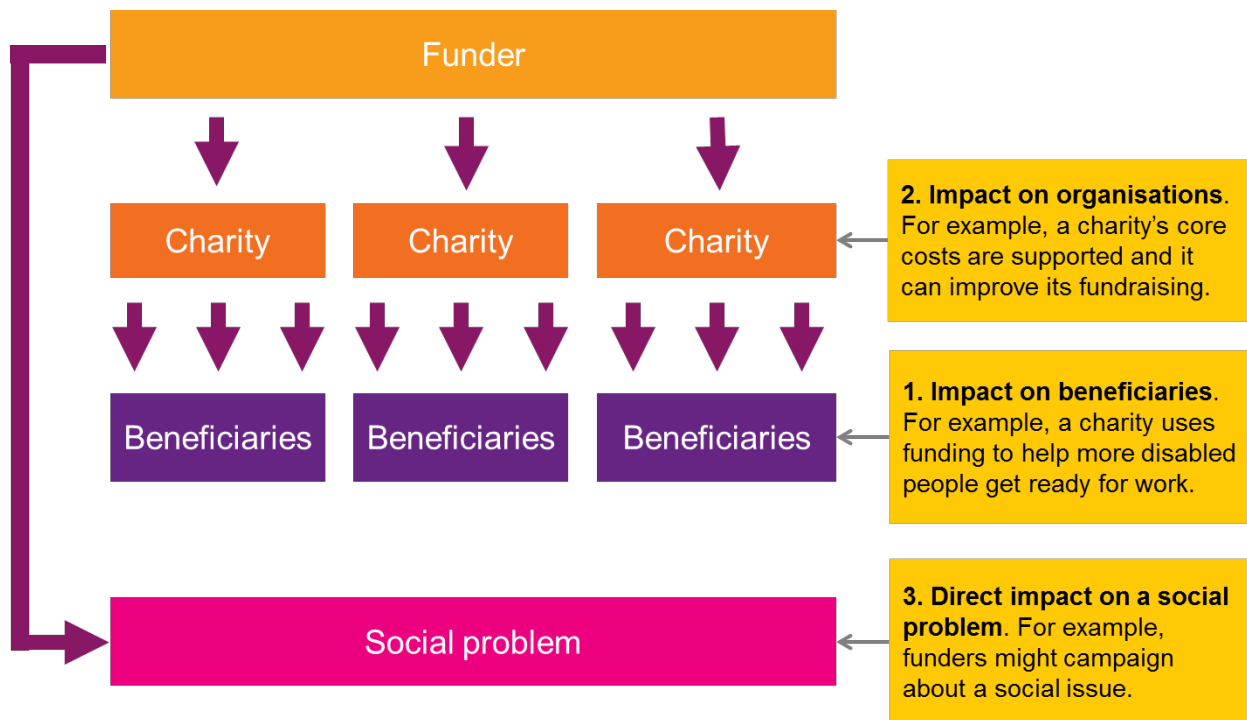 Funder
Charity
Charity
Charity
2. Impact on organisations.
For example, a charity’s core
costs are supported and it
can improve its fundraising.
Beneficiaries
Beneficiaries
Beneficiaries
1. Impact on beneficiaries.
For example, a charity uses
funding to help more disabled
people get ready for work.
Social problem
3. Direct impact on a social
problem. For example,
funders might campaign
about a social issue.